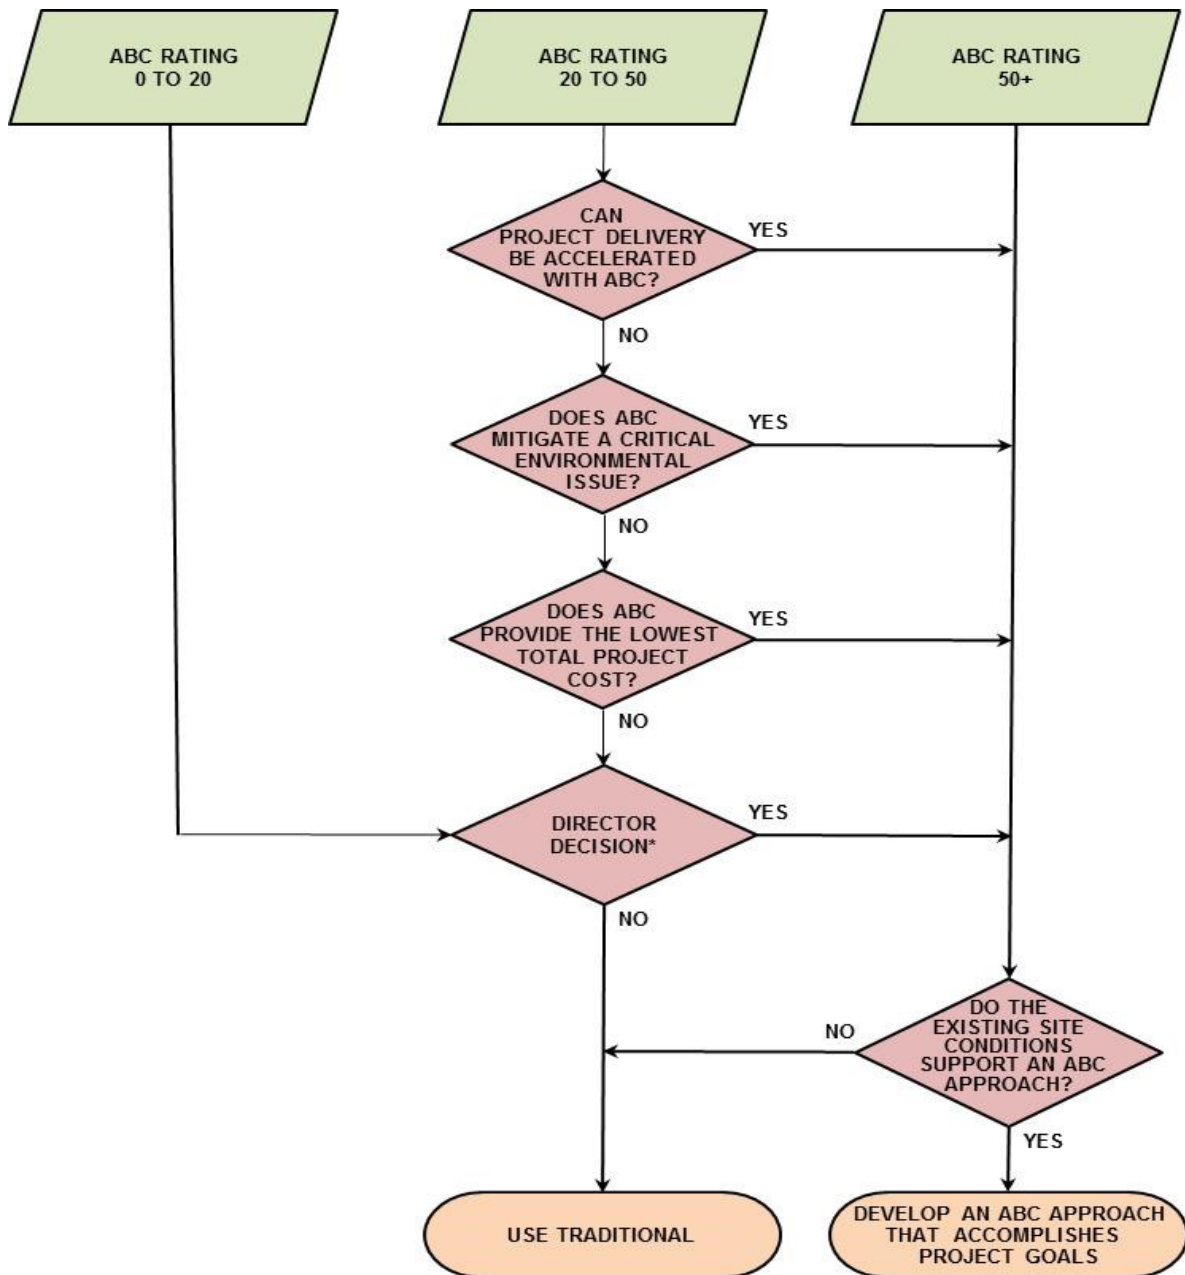 ABC RATING
0 TO 20
ABC RATING
20 TO 50
ABC RATING
50+
CAN
PROJECT DELIVERY
BE ACCELERATED
WITH ABC?
YES
NO
DOES ABC
MITIGATE A CRITICAL
ENVIRONMENTAL
ISSUE?
YES
NO
DOES ABC
PROVIDE THE LOWEST
TOTAL PROJECT
COST?
YES
NO
DIRECTOR
DECISION*
YES
NO
DO THE
EXISTING SITE
CONDITIONS
SUPPORT AN ABC
APPROACH?
NO
YES
USE TRADITIONAL
DEVELOP AN ABC APPROACH
THAT ACCOMPLISHES
PROJECT GOALS